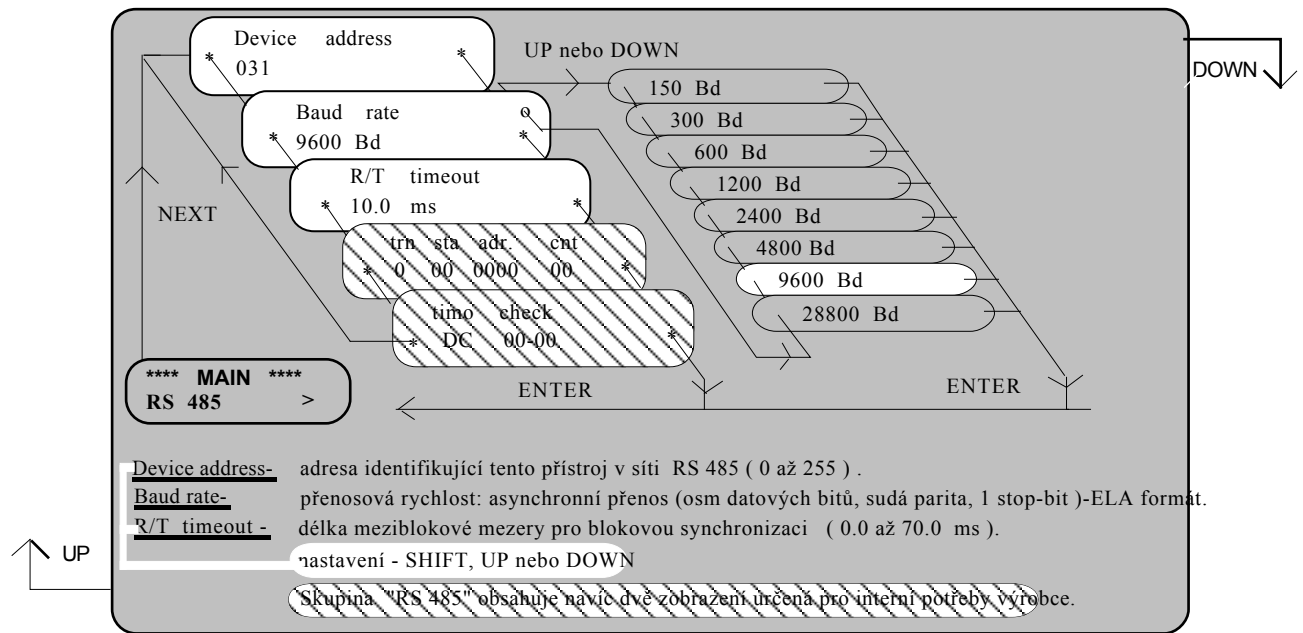 Device address
* *
031
UP nebo DOWN
DOWN
150 Bd
Baud rate o
* *
9600 Bd
300 Bd
600 Bd
R/T timeout
* 10.0 ms *
1200 Bd
NEXT
2400 Bd
trn sta adr. cnt
* 0 00 0000 00 *
4800 Bd
9600 Bd
timo check
* DC 00-00 *
28800 Bd
**** MAIN ****
RS 485 >
ENTER
ENTER
Device address- adresa identifikující tento přístroj v síti RS 485 ( 0 až 255 ) .
Baud rate- přenosová rychlost: asynchronní přenos (osm datových bitů, sudá parita, 1 stop-bit )-ELA formát.
R/T timeout - délka meziblokové mezery pro blokovou synchronizaci ( 0.0 až 70.0 ms ).
UP
nastavení - SHIFT, UP nebo DOWN
Skupina "RS 485" obsahuje navíc dvě zobrazení určená pro interní potřeby výrobce.